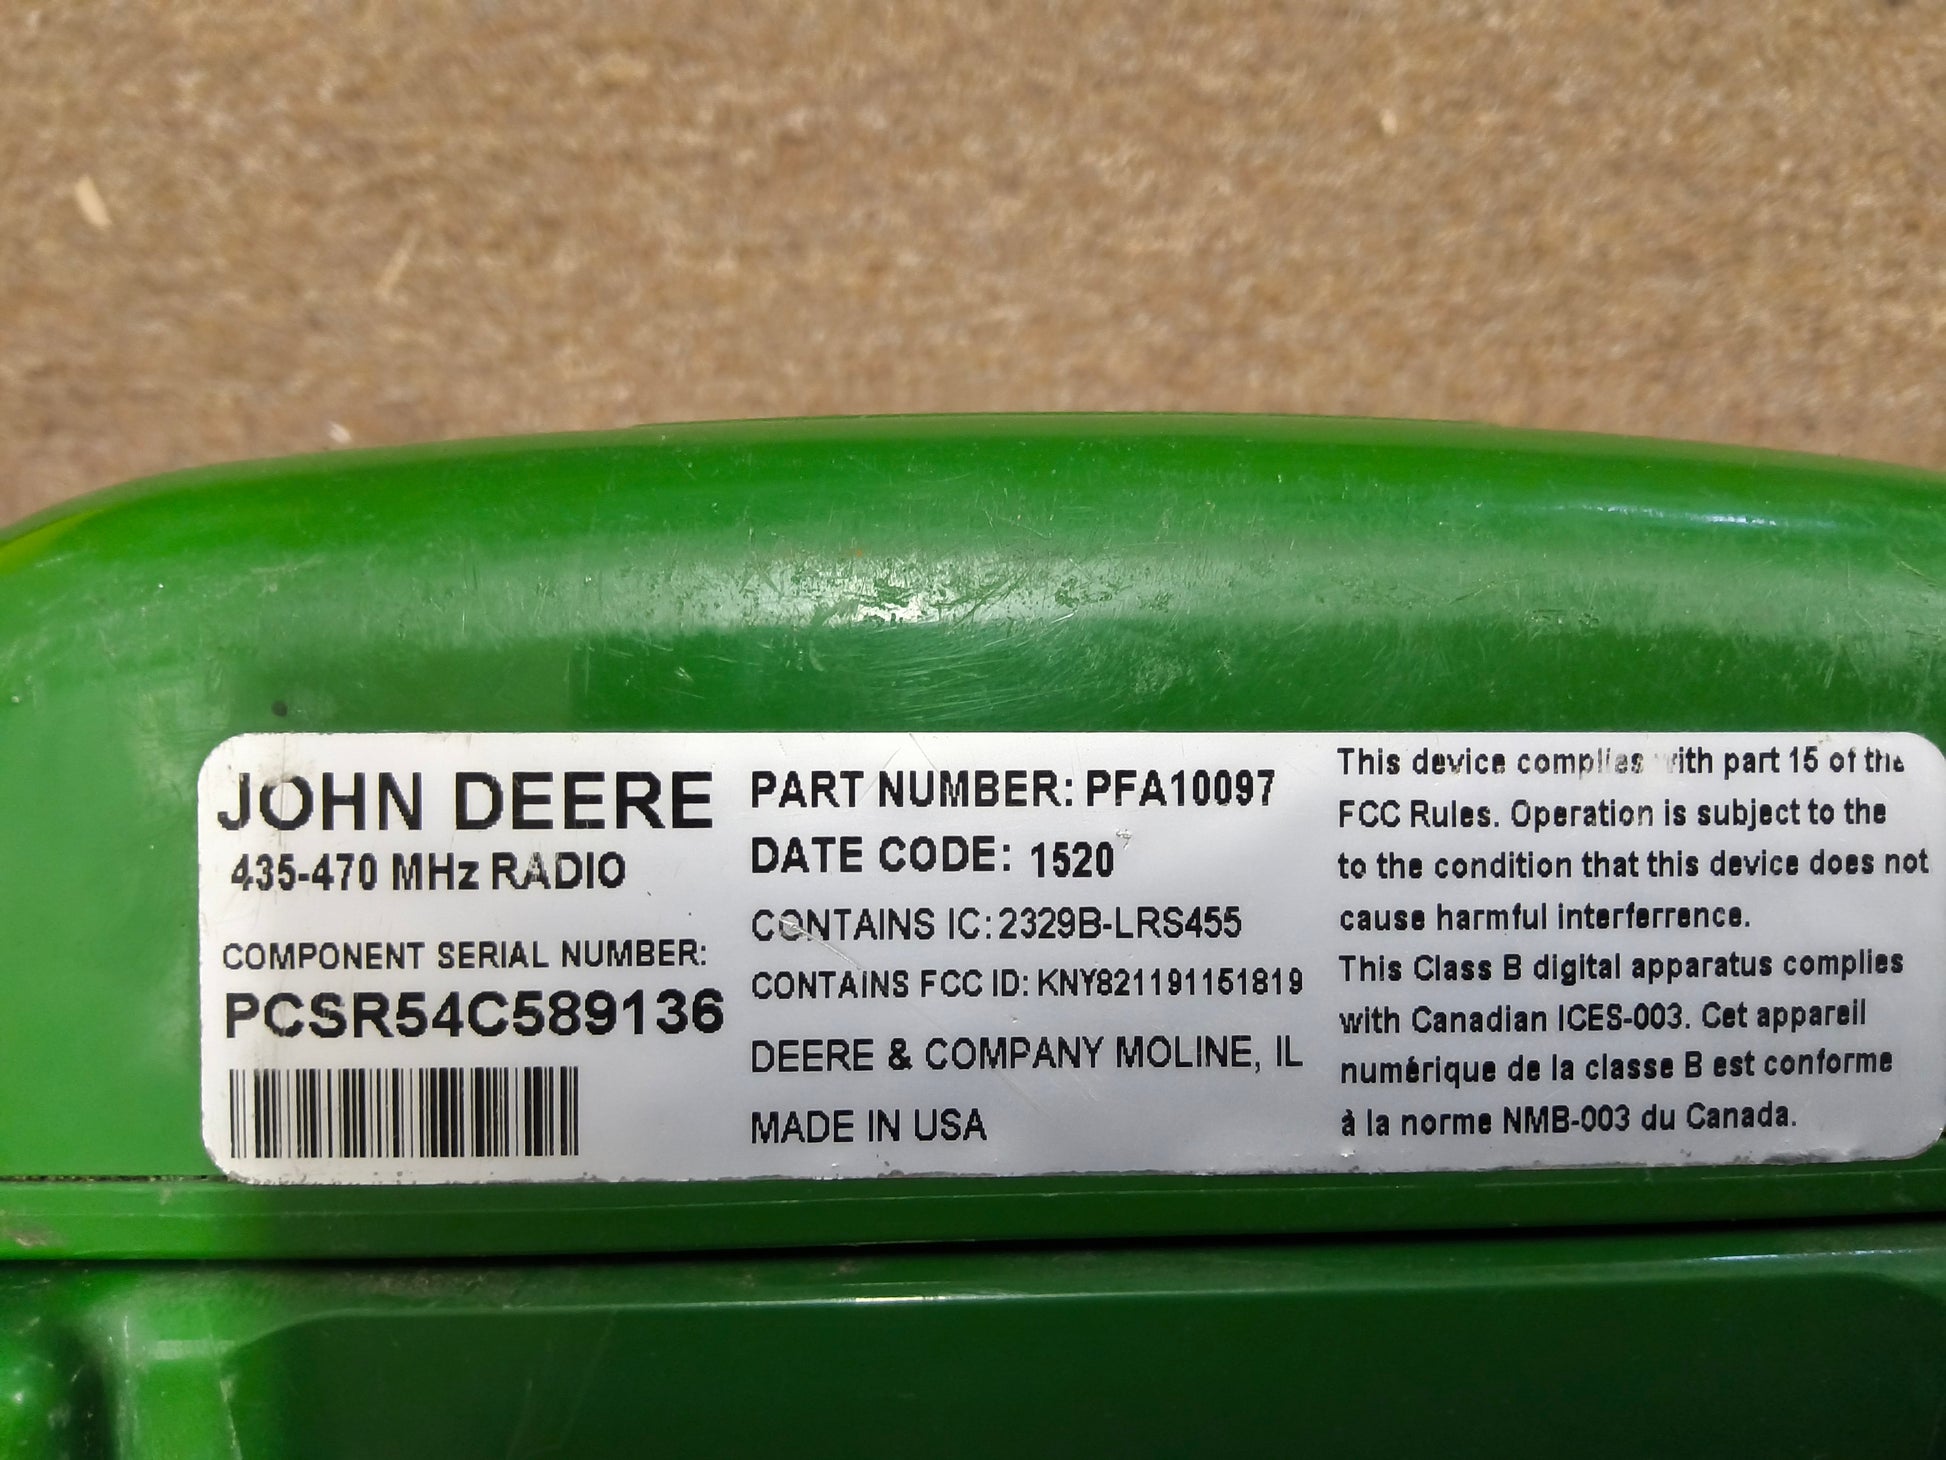 JOHN DEERE
435-470 MHz RADIO
COMPONENT SERIAL NUMBER:
PCSR54C589136
PART NUMBER: PFA10097
DATE CODE: 1520
CONTAINS IC: 2329B-LRS455
CONTAINS FCC ID: KNY821191151819
DEERE & COMPANY MOLINE, IL
MADE IN USA
This device complies with part 15 of the
FCC Rules. Operation is subject to the
to the condition that this device does not
cause harmful interferrence.
This Class B digital apparatus complies
with Canadian ICES-003. Cet appareil
numérique de la classe B est conforme
à la norme NMB-003 du Canada.